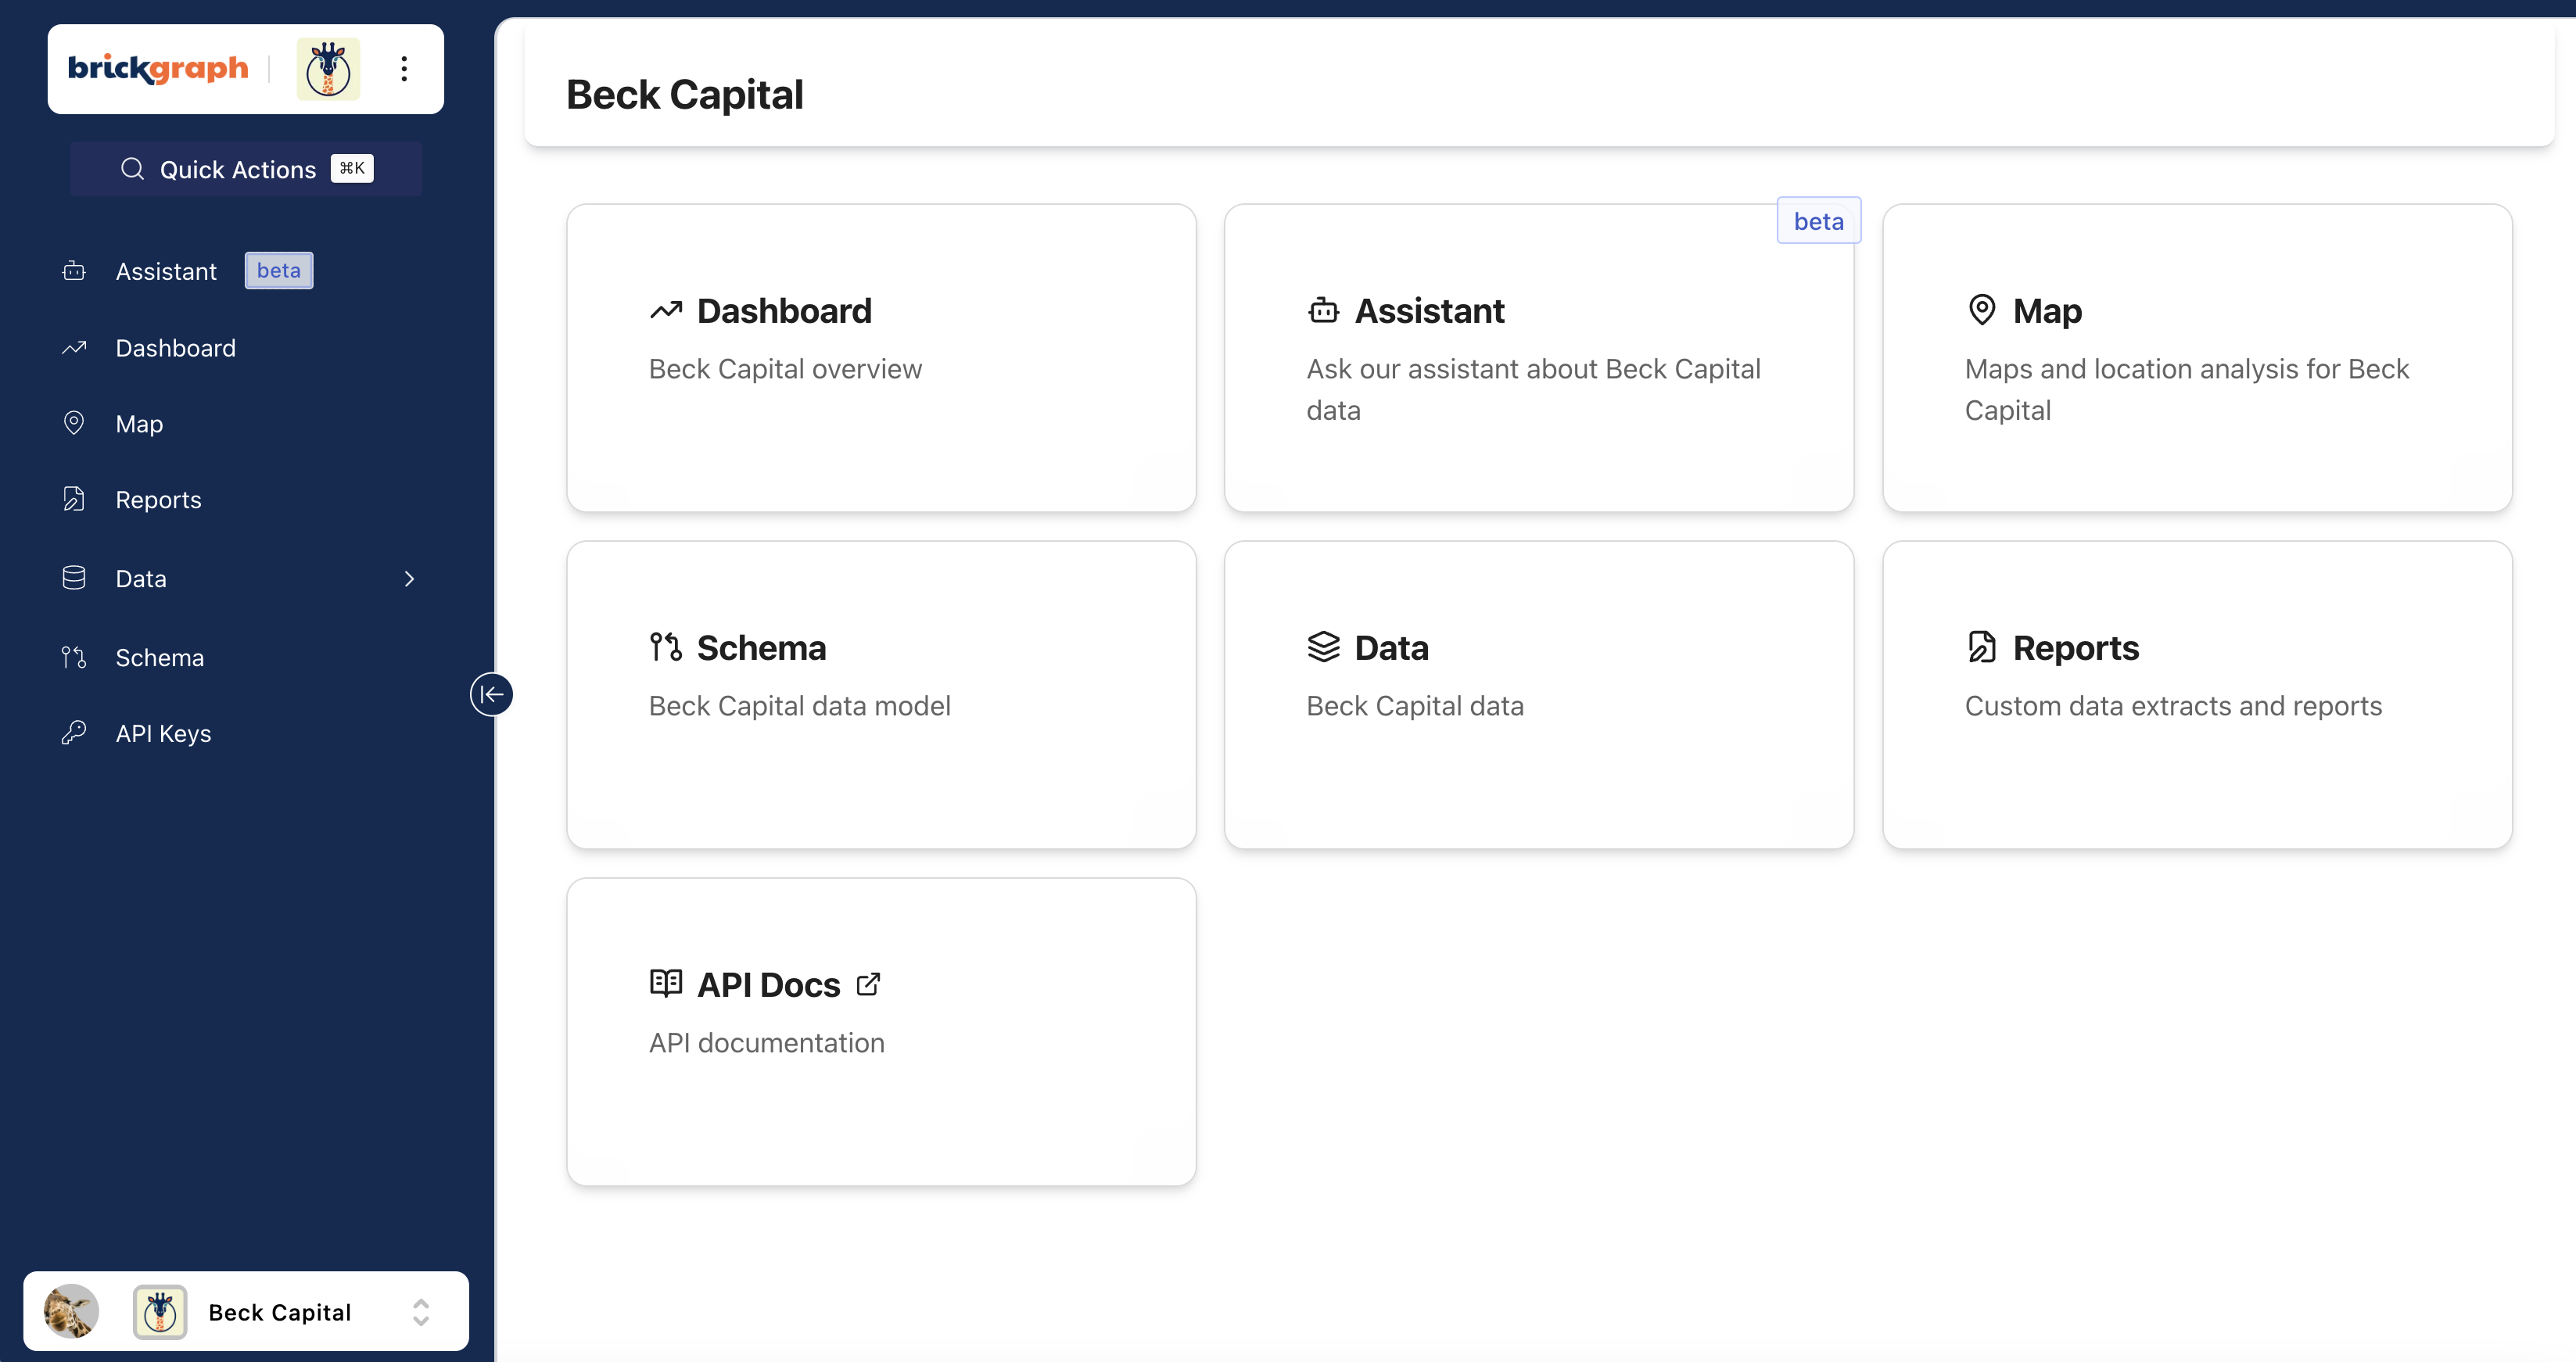 brickgraph
Quick Actions ⌘K
Assistant beta
Dashboard
Map
Reports
Data
Schema
API Keys
Beck Capital
Beck Capital
Dashboard
Beck Capital overview
beta
Assistant
Ask our assistant about Beck Capital
data
Map
Maps and location analysis for Beck
Capital
Schema
Beck Capital data model
Data
Beck Capital data
Reports
Custom data extracts and reports
API Docs
API documentation